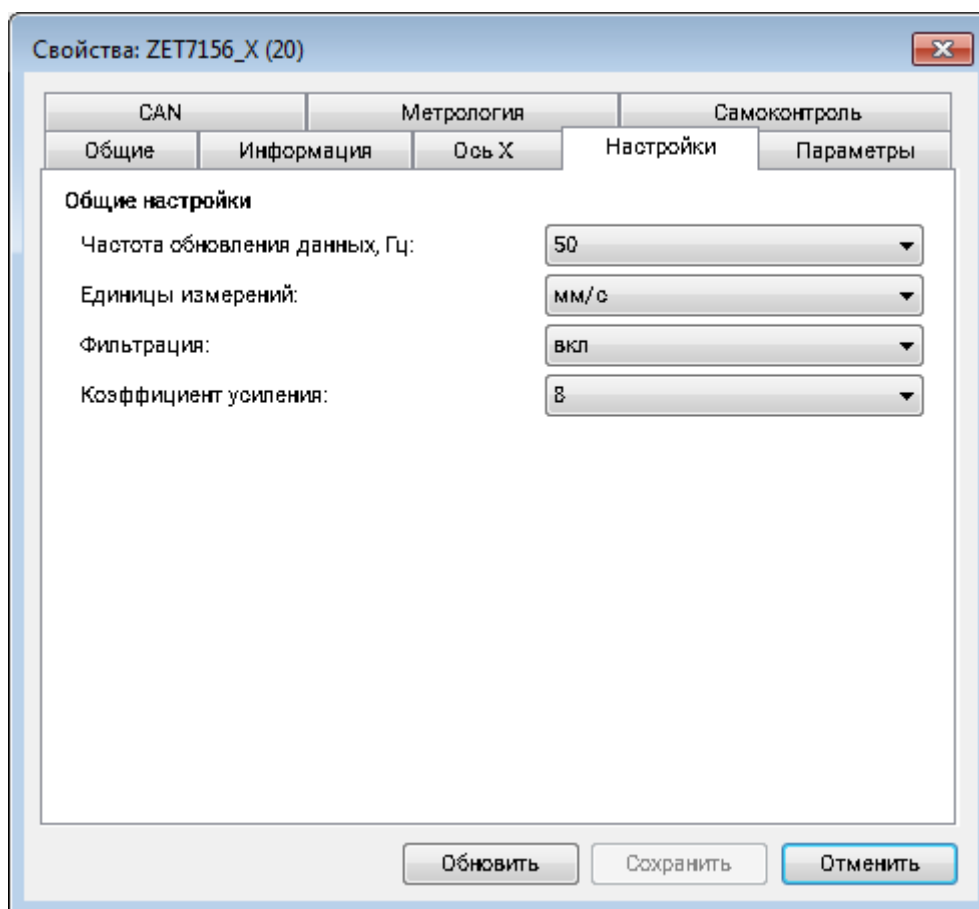 Свойства: ZET7156_X (20)
CAN Метрология Самоконтроль
Общие Информация Ось X Настройки Параметры
Общие настройки
Частота обновления данных, Гц: 50
Единицы измерений: мм/с
Фильтрация: вкл
Коэффициент усиления: 8
Обновить Сохранить Отменить